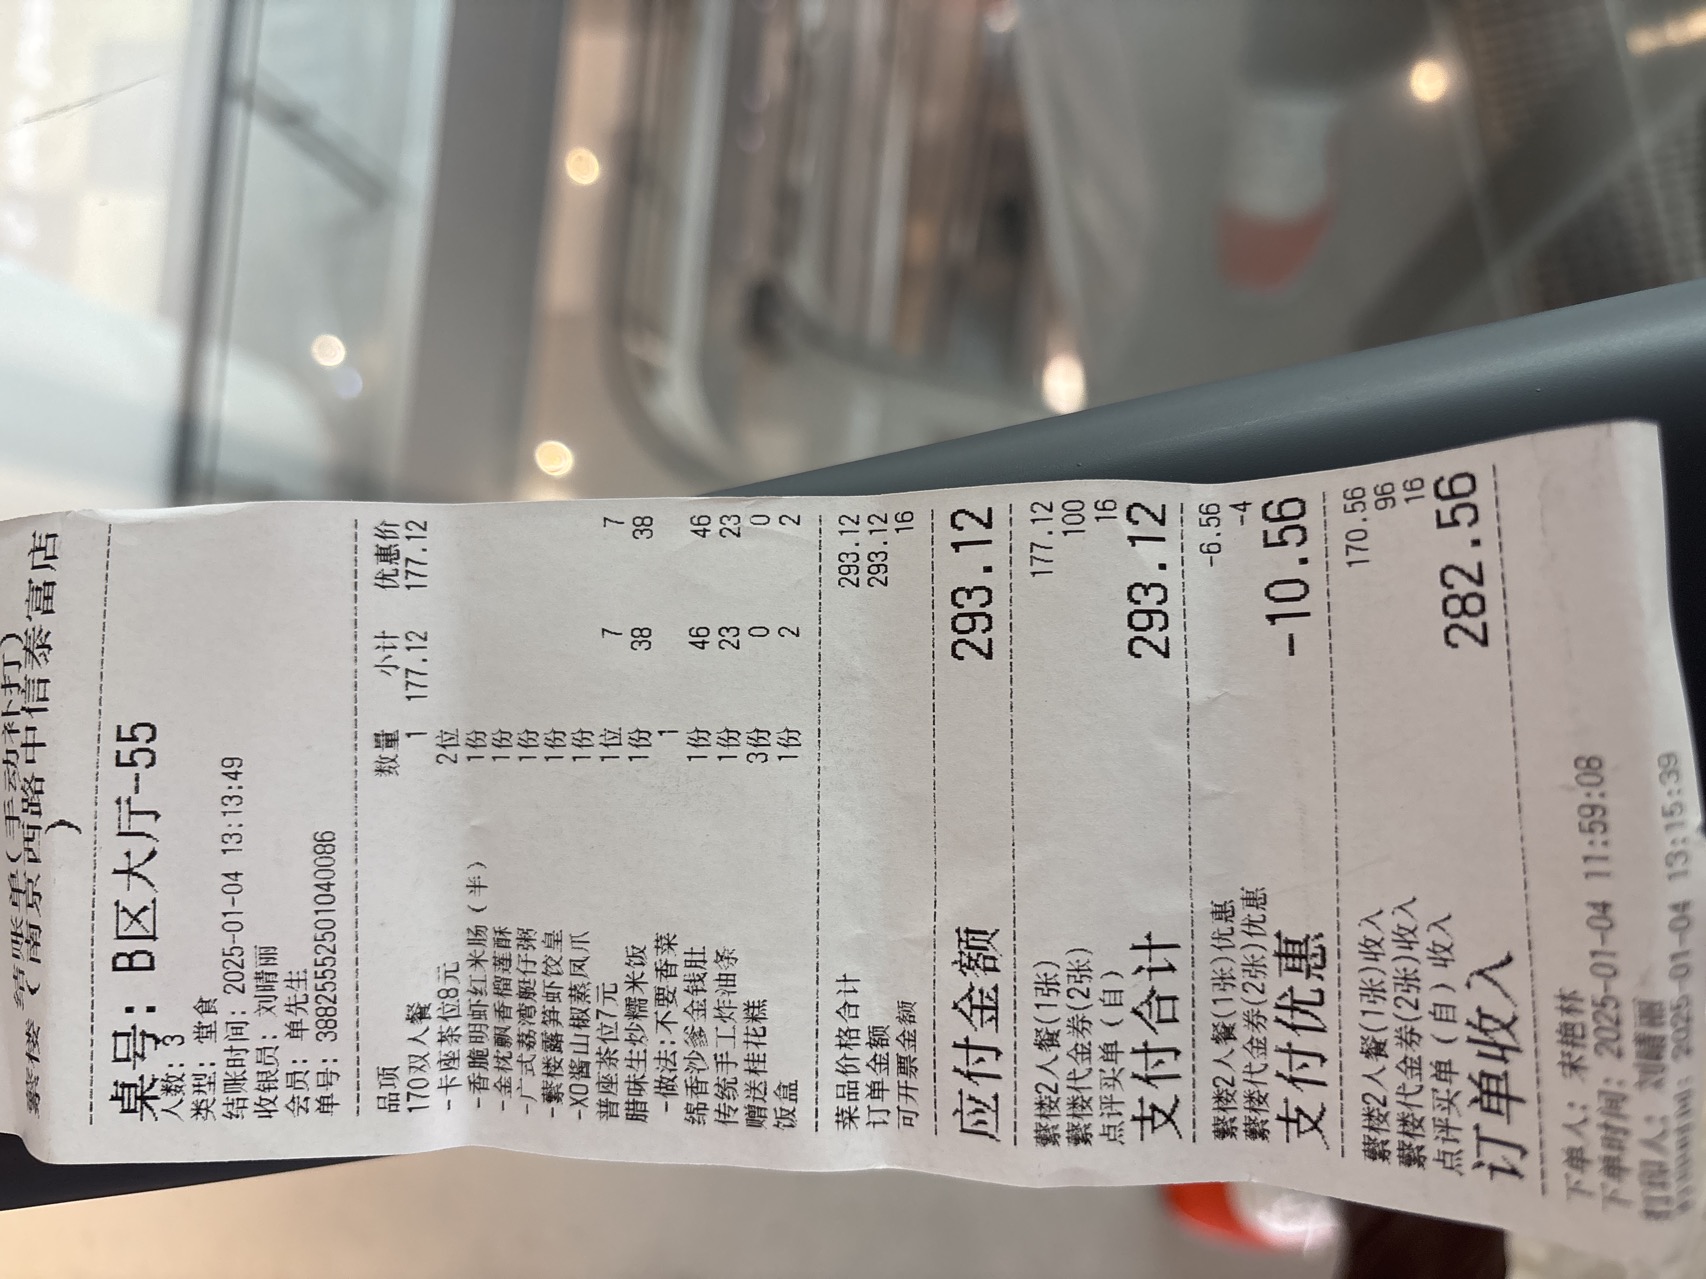 蘩楼 结账单(手动补打)
(南京西路中信泰富店
)
桌号: B区大厅-55
人数: 3
类型: 堂食
结账时间: 2025-01-04 13:13:49
收银员: 刘晴丽
会员: 单先生
单号: 38825552501040086
品项 数量 小计 优惠价
170双人餐 1 177.12 177.12
-卡座茶位8元 2位
-香脆明虾红米肠(半) 1份
-金枕飘香榴莲酥 1份
-广式荔湾艇仔粥 1份
-蘩楼露笋虾饺皇 1份
-XO酱山椒蒸凤爪 1份
普座茶位7元 1位 7 7
腊味生炒糯米饭 1份 38 38
-做法:不要香菜 1
绵香沙爹金钱肚 1份 46 46
传统手工炸油条 1份 23 23
赠送桂花糕 3份 0 0
饭盒 1份 2 2
菜品价格合计 293.12
订单金额 293.12
可开票金额 16
应付金额 293.12
蘩楼2人餐(1张) 177.12
蘩楼代金券(2张) 100
点评买单(自) 16
支付合计 293.12
蘩楼2人餐(1张)优惠 -6.56
蘩楼代金券(2张)优惠 -4
支付优惠 -10.56
蘩楼2人餐(1张)收入 170.56
蘩楼代金券(2张)收入 96
点评买单(自)收入 16
订单收入 282.56
下单人: 宋艳林
下单时间: 2025-01-04 11:59:08
打印人: 刘晴丽
2025-01-04 13:15:39